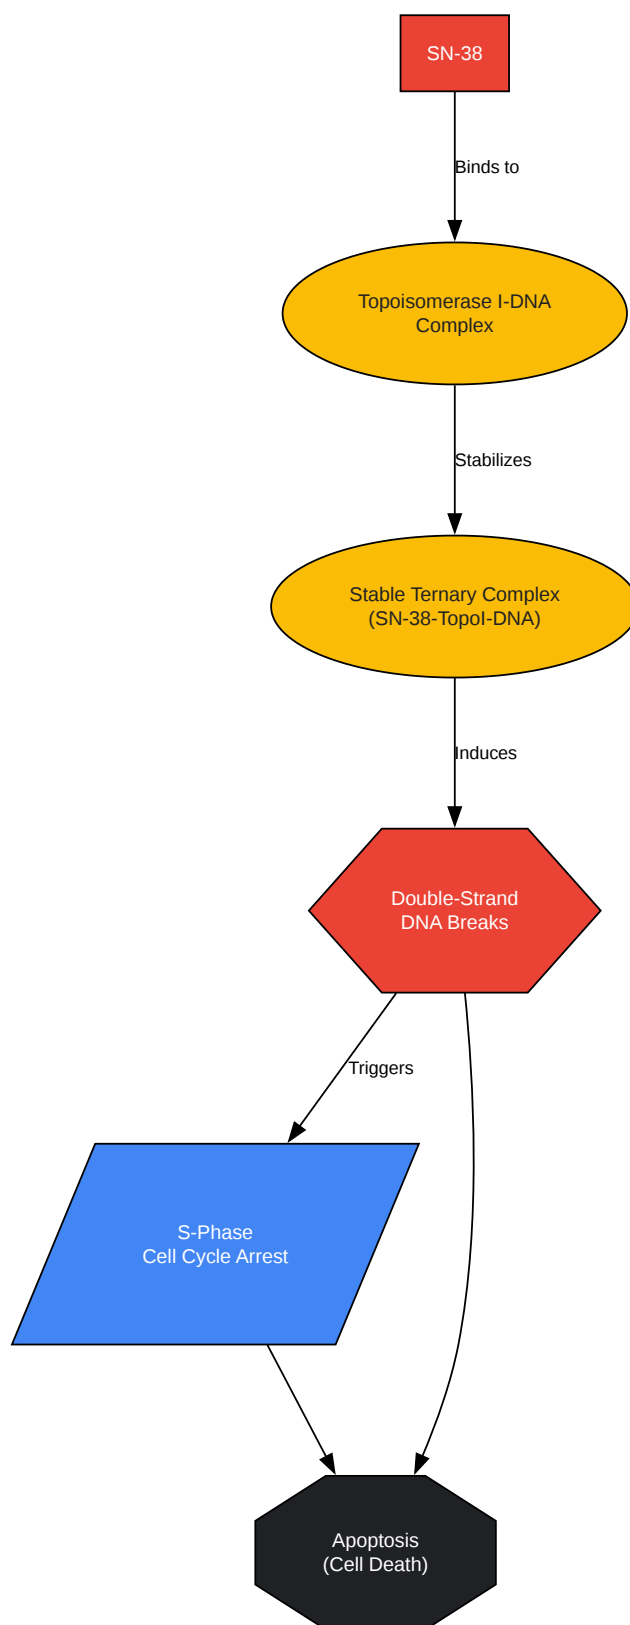 SN-38
Binds to
Topoisomerase I-DNA
Complex
Stabilizes
Stable Ternary Complex
(SN-38-TopoI-DNA)
Induces
Double-Strand
DNA Breaks
Triggers
S-Phase
Cell Cycle Arrest
Apoptosis
(Cell Death)